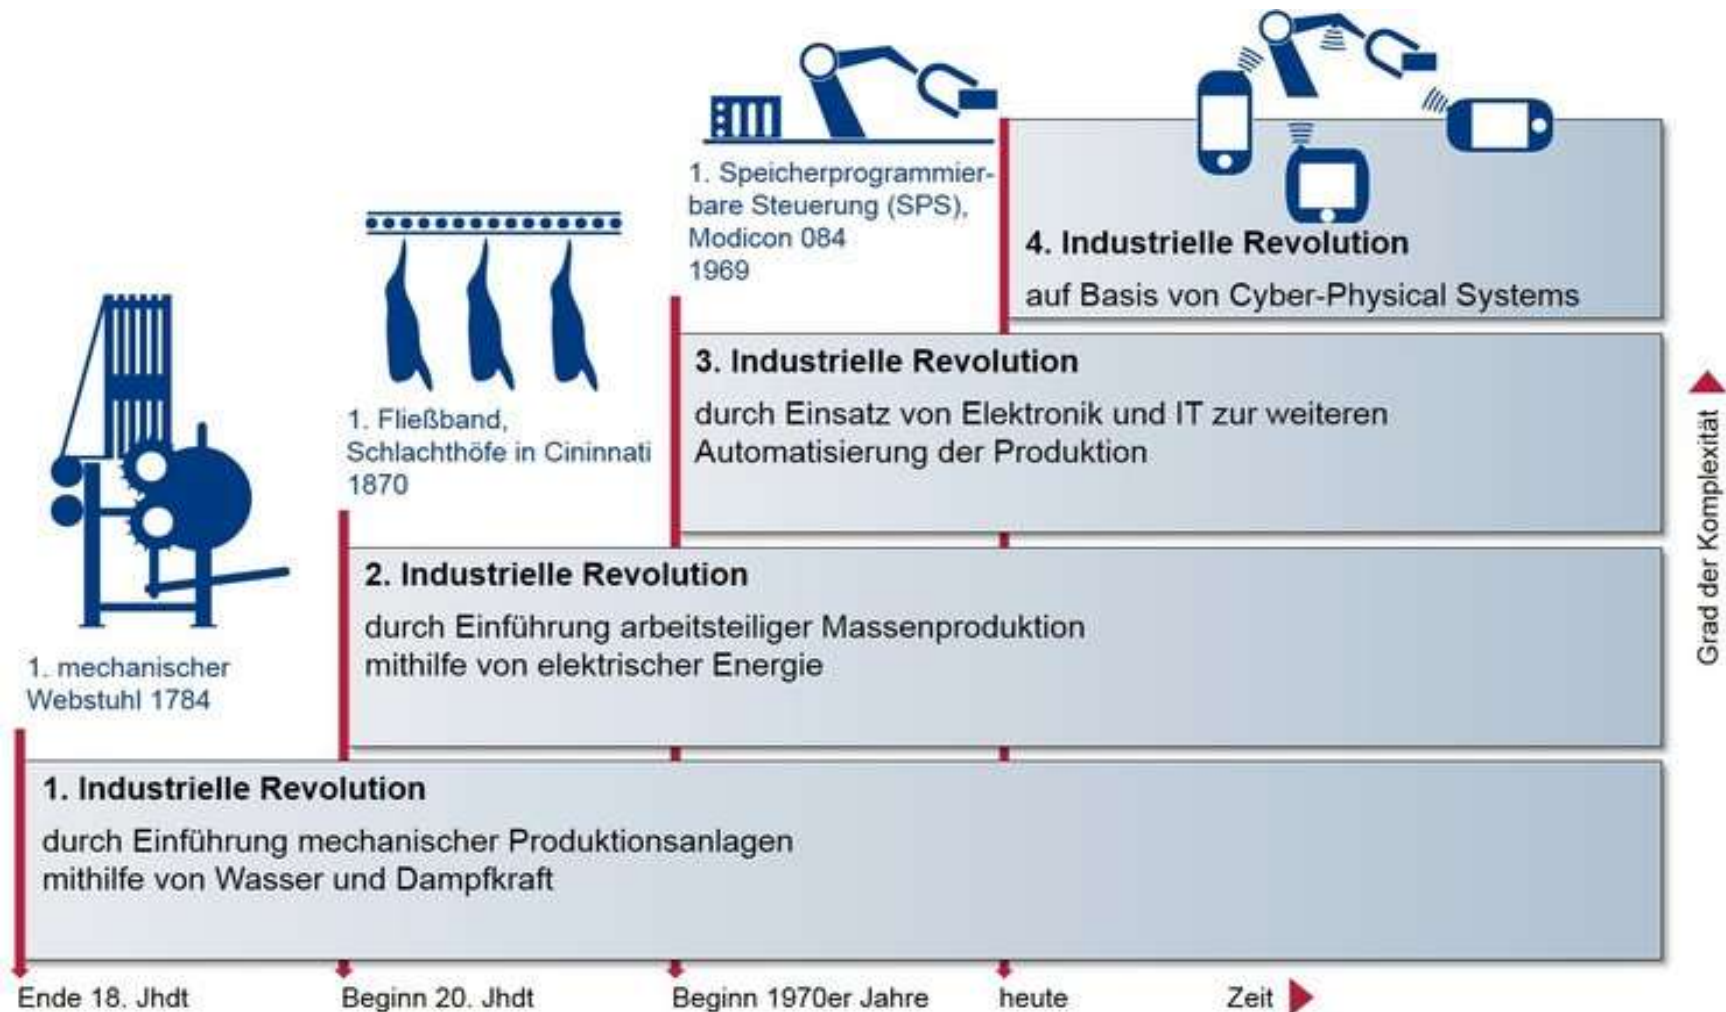 1. Speicherprogrammier-
bare Steuerung (SPS),
Modicon 084
1969
4. Industrielle Revolution
auf Basis von Cyber-Physical Systems
3. Industrielle Revolution
durch Einsatz von Elektronik und IT zur weiteren
Automatisierung der Produktion
1. Fließband,
Schlachthöfe in Cininnati
1870
2. Industrielle Revolution
durch Einführung arbeitsteiliger Massenproduktion
mithilfe von elektrischer Energie
1. mechanischer
Webstuhl 1784
1. Industrielle Revolution
durch Einführung mechanischer Produktionsanlagen
mithilfe von Wasser und Dampfkraft
Grad der Komplexität
Ende 18. Jhdt
Beginn 20. Jhdt
Beginn 1970er Jahre
heute
Zeit